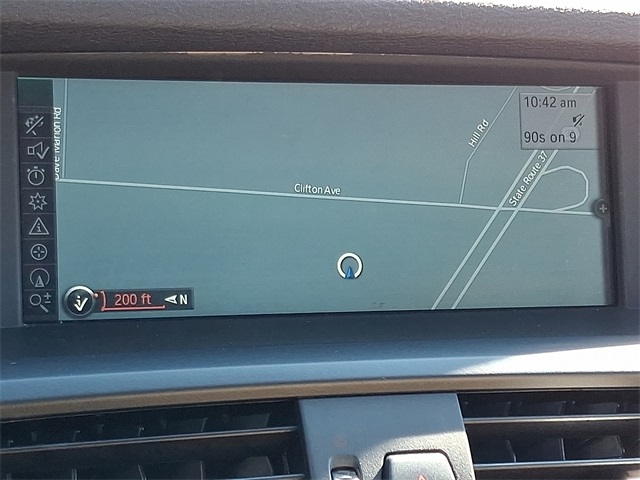 10:42 am
90s on 9
Dave Marion Rd
Hill Rd
Clifton Ave
State Route 37
200 ft
N